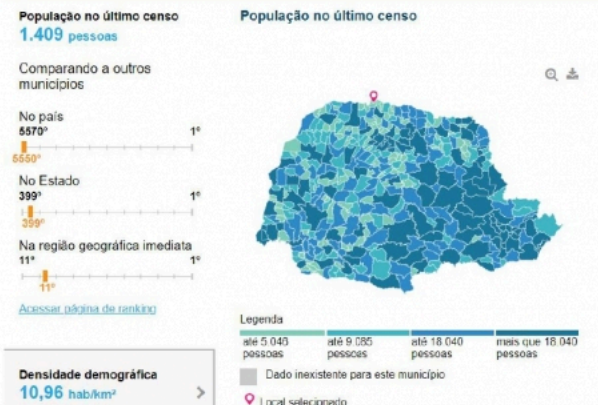 População no último censo
1.409 pessoas
Comparando a outros
municípios
No país
5570º 1º
5550º
No Estado
399º 1º
399º
Na região geográfica imediata
11º 1º
11º
Acessar página de ranking
Densidade demográfica
10,96 hab/km²
População no último censo
Legenda
até 5.046 pessoas
até 9.085 pessoas
até 18.040 pessoas
mais que 18.040 pessoas
Dado inexistente para este município
Local selecionado